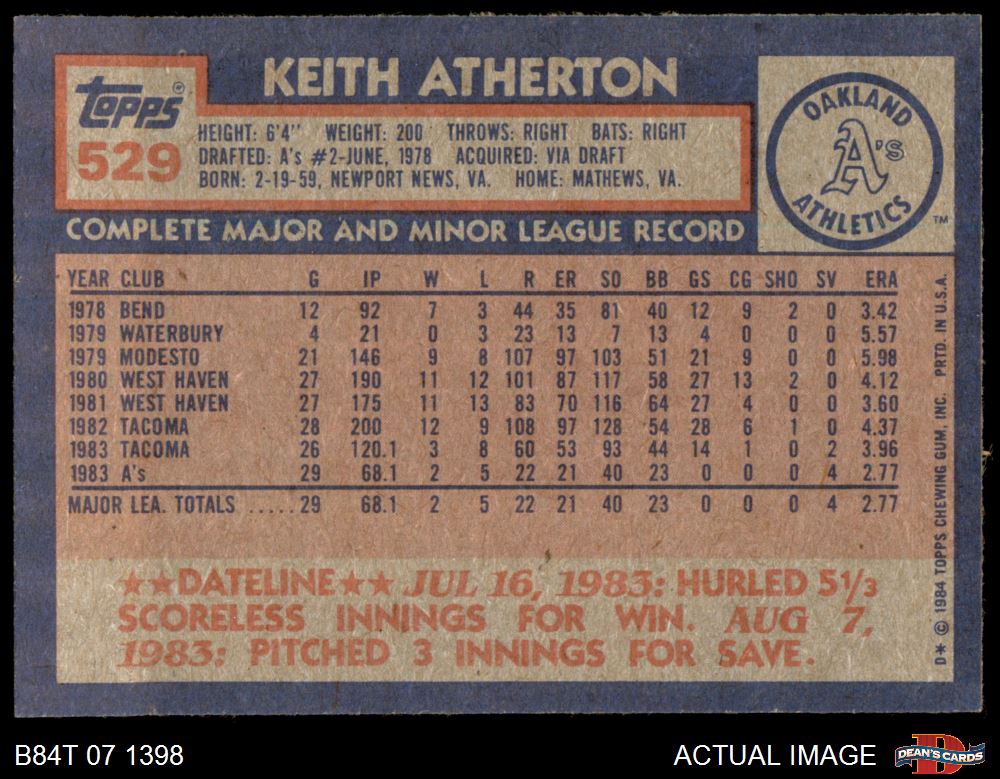 KEITH ATHERTON
topps®
529
HEIGHT: 6'4" WEIGHT: 200 THROWS: RIGHT BATS: RIGHT
DRAFTED: A's #2-JUNE, 1978 ACQUIRED: VIA DRAFT
BORN: 2-19-59, NEWPORT NEWS, VA. HOME: MATHEWS, VA.
OAKLAND
A's
ATHLETICS
TM
COMPLETE MAJOR AND MINOR LEAGUE RECORD
YEAR CLUB G IP W L R ER SO BB GS CG SHO SV ERA
1978 BEND 12 92 7 3 44 35 81 40 12 9 2 0 3.42
1979 WATERBURY 4 21 0 3 23 13 7 13 4 0 0 0 5.57
1979 MODESTO 21 146 9 8 107 97 103 51 21 9 0 0 5.98
1980 WEST HAVEN 27 190 11 12 101 87 117 58 27 13 2 0 4.12
1981 WEST HAVEN 27 175 11 13 83 70 116 64 27 4 0 0 3.60
1982 TACOMA 28 200 12 9 108 97 128 54 28 6 1 0 4.37
1983 TACOMA 26 120.1 3 8 60 53 93 44 14 1 0 2 3.96
1983 A's 29 68.1 2 5 22 21 40 23 0 0 0 4 2.77
MAJOR LEA. TOTALS .....29 68.1 2 5 22 21 40 23 0 0 0 4 2.77
★★DATELINE★★ JUL 16, 1983: HURLED 5⅓
SCORELESS INNINGS FOR WIN. AUG 7,
1983: PITCHED 3 INNINGS FOR SAVE.
D* © 1984 TOPPS CHEWING GUM, INC. PRTD. IN U.S.A.
B84T 07 1398
ACTUAL IMAGE
DEAN'S CARDS